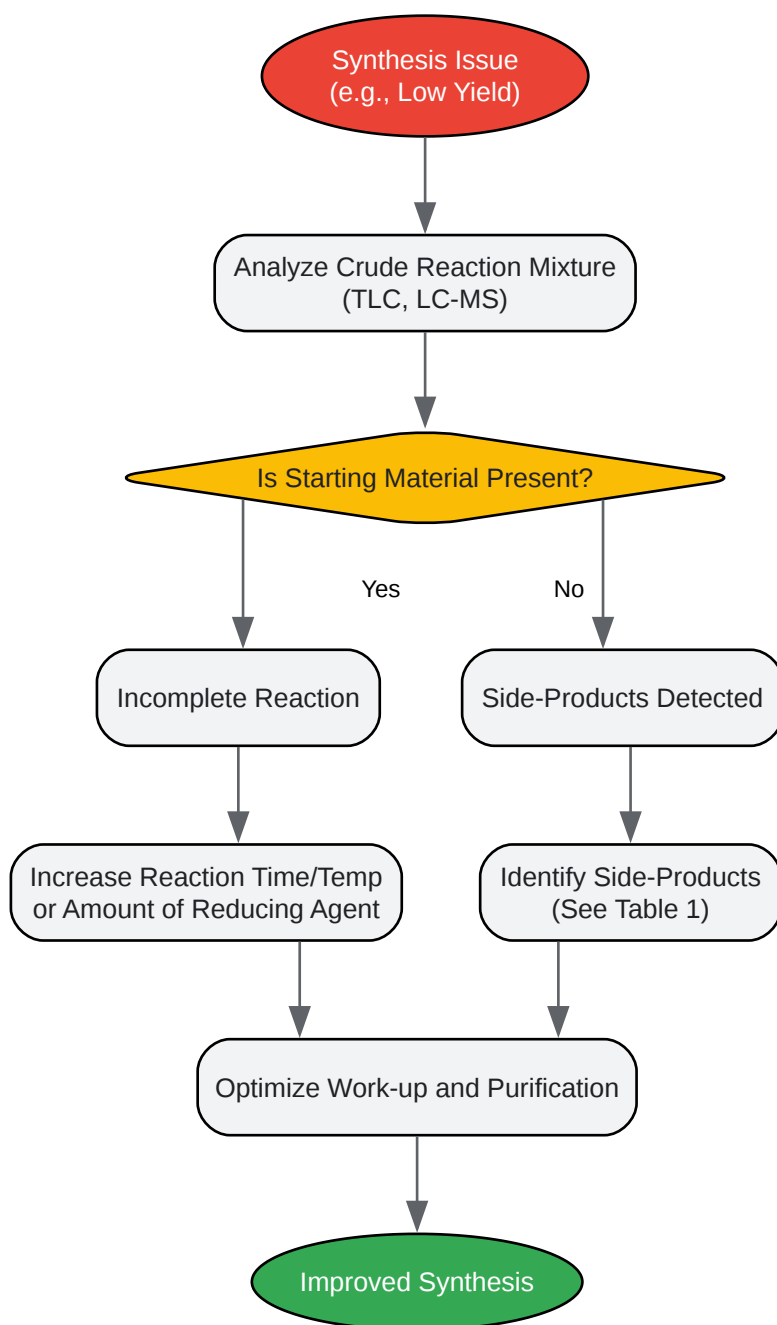 Synthesis Issue
(e.g., Low Yield)
Analyze Crude Reaction Mixture
(TLC, LC-MS)
Is Starting Material Present?
Yes
No
Incomplete Reaction
Side-Products Detected
Increase Reaction Time/Temp
or Amount of Reducing Agent
Identify Side-Products
(See Table 1)
Optimize Work-up and Purification
Improved Synthesis